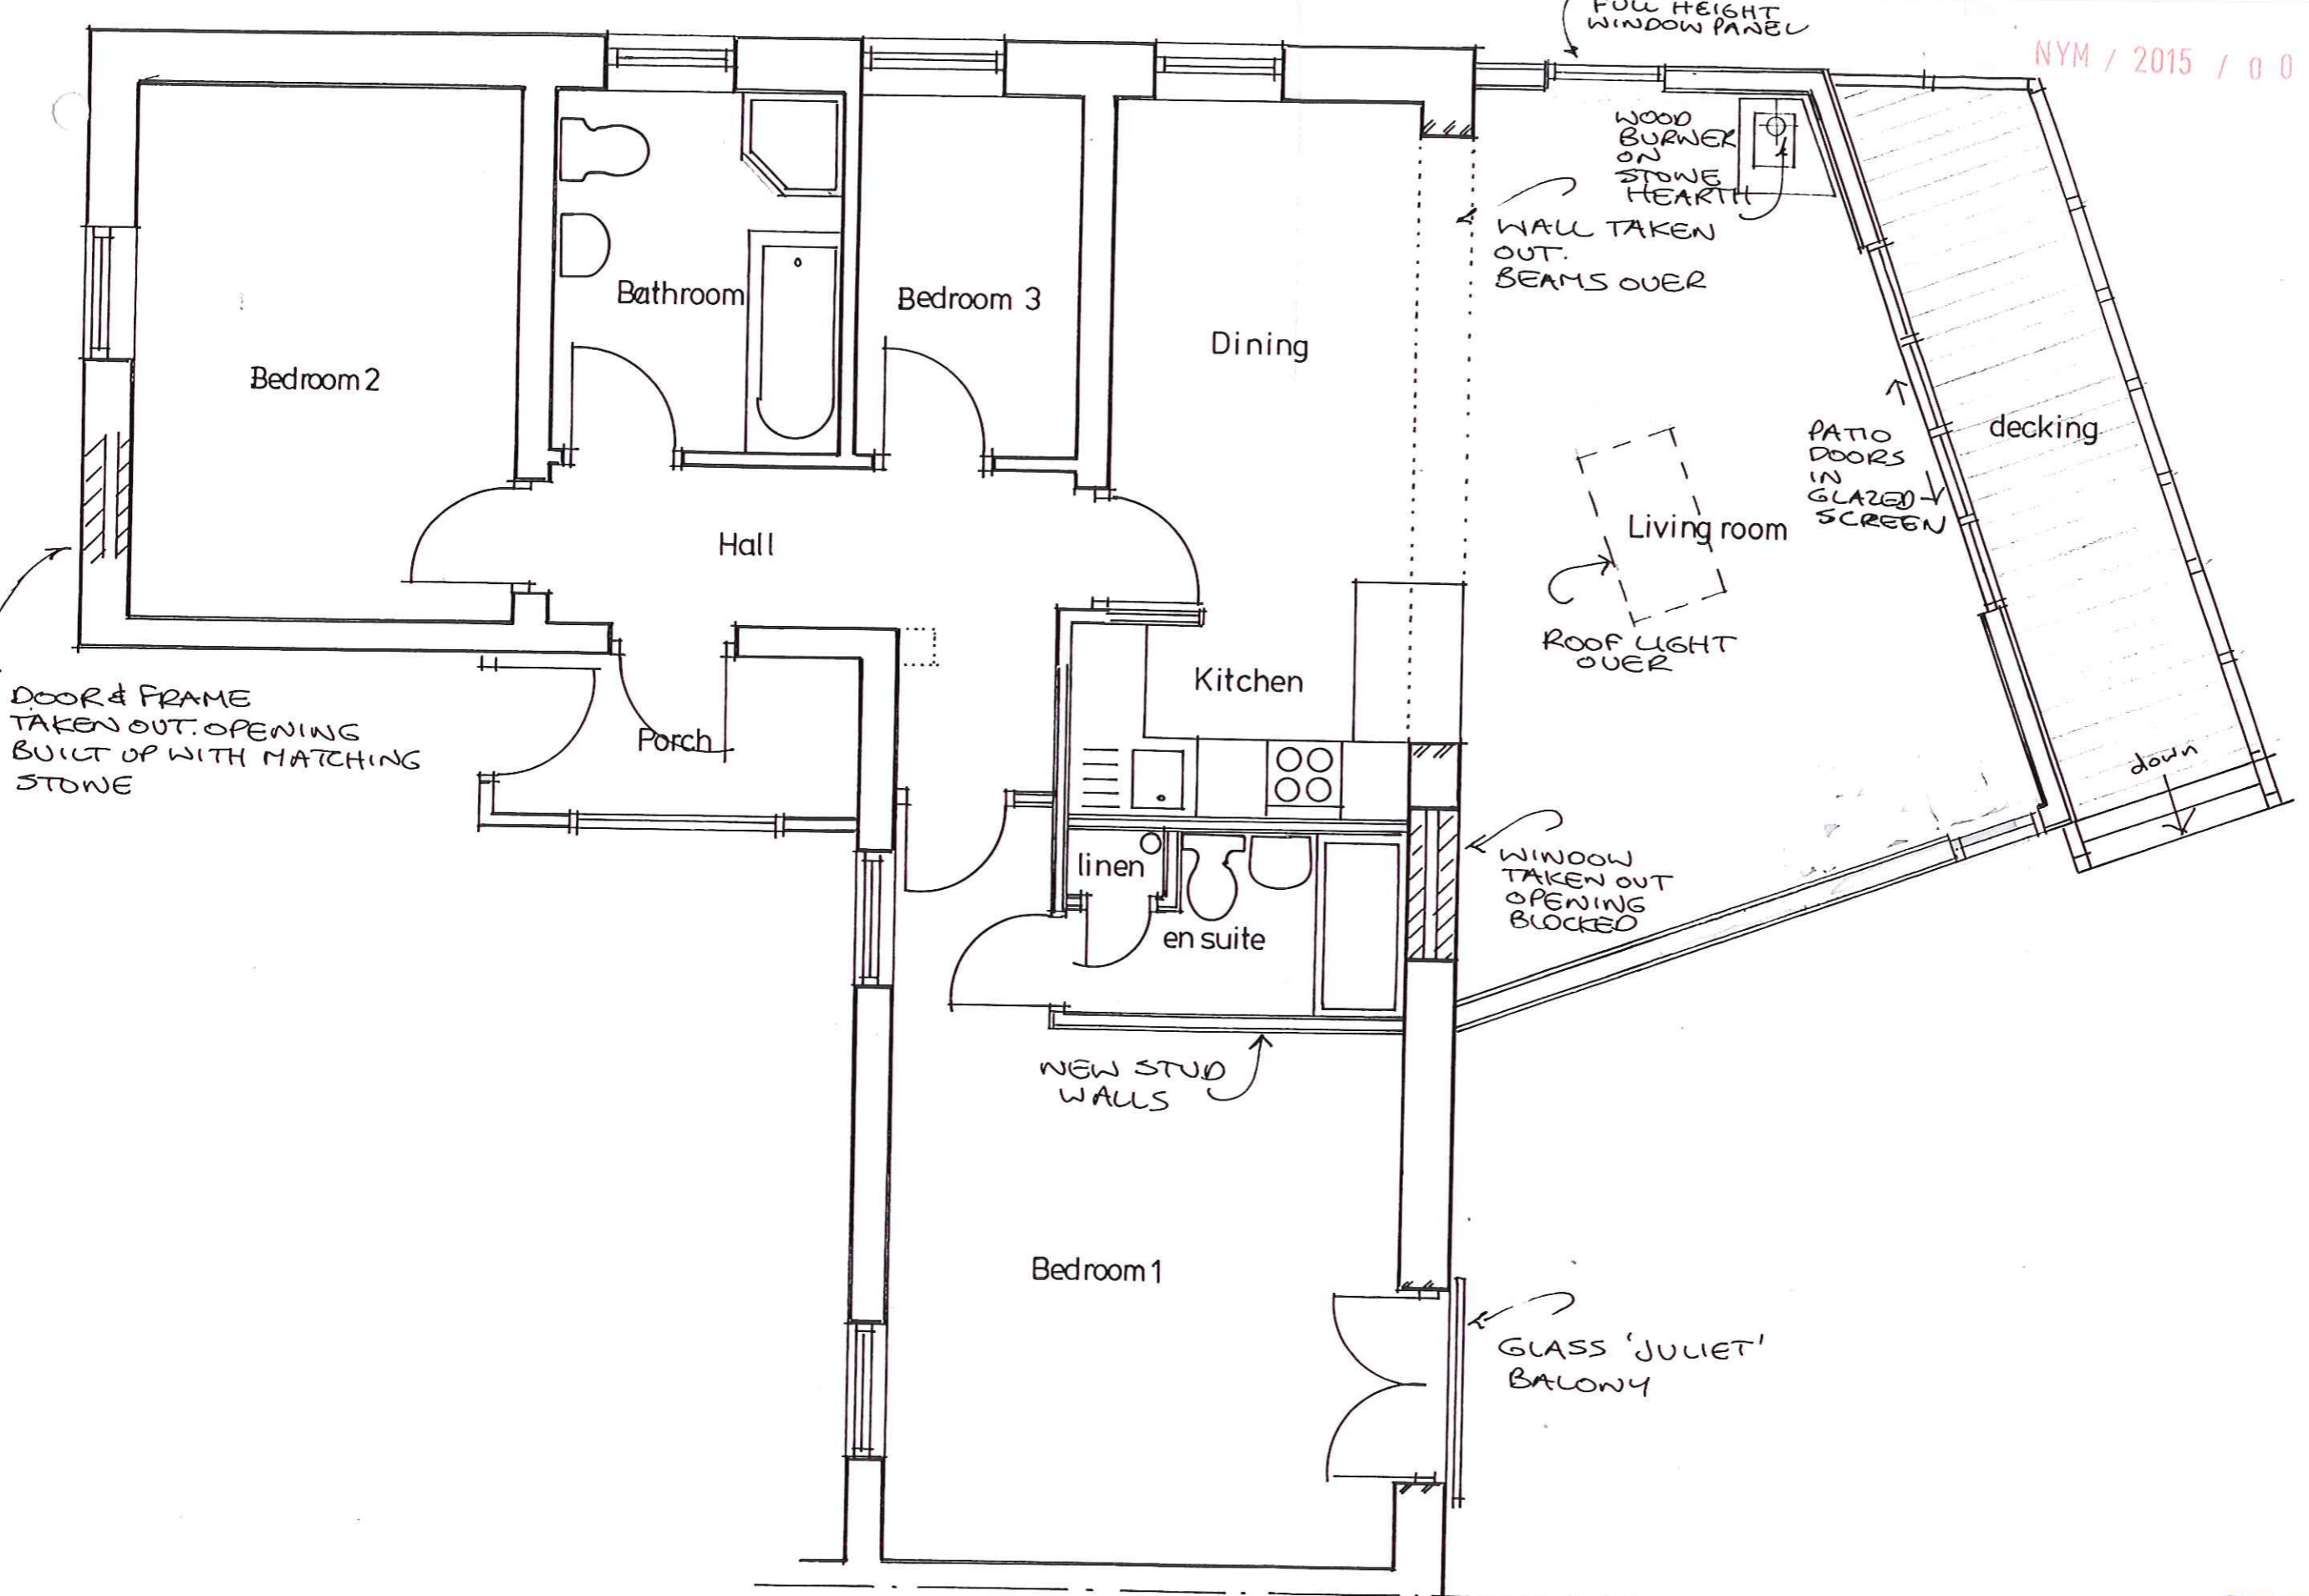 FULL HEIGHT
WINDOW PANEL
NYM / 2015 / 0 0
WOOD
BURNER
ON
STONE
HEARTH
WALL TAKEN
OUT.
BEAMS OVER
Bathroom
Bedroom 3
Dining
Bedroom 2
decking
PATIO
DOORS
IN
GLAZED
SCREEN
Living room
Hall
ROOF LIGHT
OVER
Kitchen
DOOR & FRAME
TAKEN OUT. OPENING
BUILT UP WITH MATCHING
STONE
Porch
down
linen
WINDOW
TAKEN OUT
OPENING
BLOCKED
en suite
NEW STUD
WALLS
Bedroom 1
GLASS 'JULIET'
BALONY